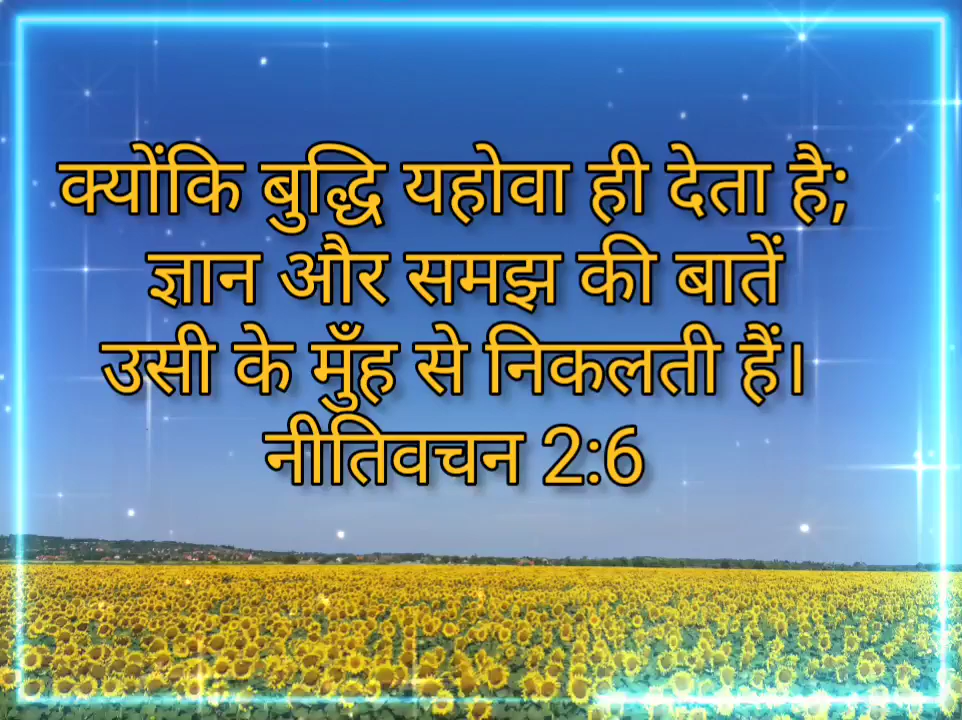 क्योंकि बुद्धि यहोवा ही देता है;
ज्ञान और समझ की बातें
उसी के मुँह से निकलती हैं।
नीतिवचन 2:6